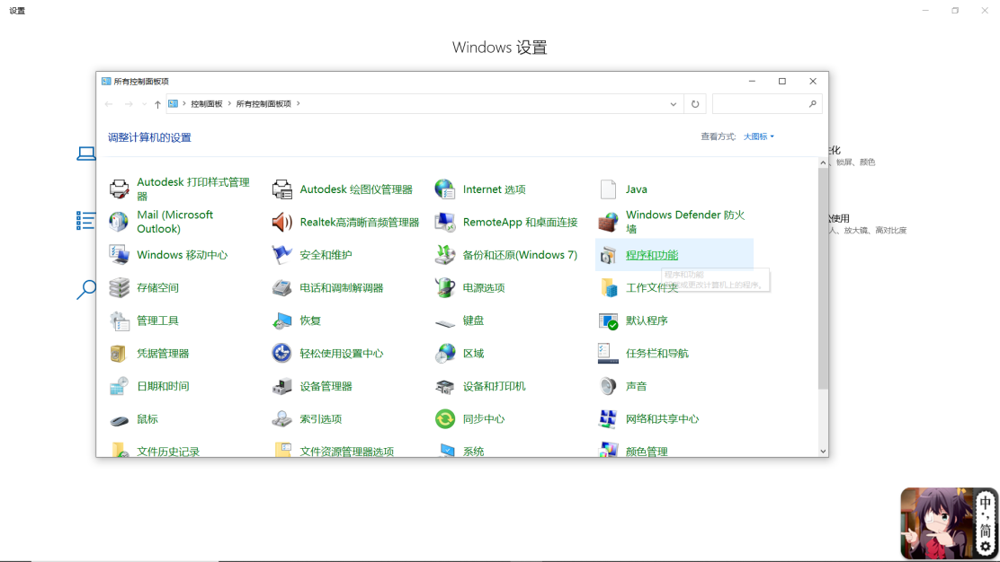 设置
Windows 设置
所有控制面板项
控制面板 所有控制面板项
调整计算机的设置
查看方式: 大图标
性化
、锁屏、颜色
Autodesk 打印样式管理器
Autodesk 绘图仪管理器
Internet 选项
Java
Mail (Microsoft Outlook)
Realtek高清晰音频管理器
RemoteApp 和桌面连接
Windows Defender 防火墙
使用
人、放大镜、高对比度
Windows 移动中心
安全和维护
备份和还原(Windows 7)
程序和功能
程序和功能
或更改计算机上的程序。
存储空间
电话和调制解调器
电源选项
工作文件夹
管理工具
恢复
键盘
默认程序
凭据管理器
轻松使用设置中心
区域
任务栏和导航
日期和时间
设备管理器
设备和打印机
声音
鼠标
索引选项
同步中心
网络和共享中心
文件历史记录
文件资源管理器选项
系统
颜色管理
中
简